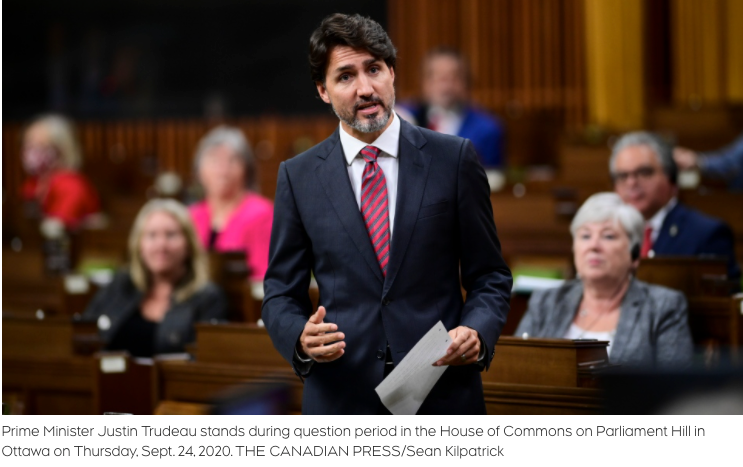 Prime Minister Justin Trudeau stands during question period in the House of Commons on Parliament Hill in
Ottawa on Thursday, Sept. 24, 2020. THE CANADIAN PRESS/Sean Kilpatrick